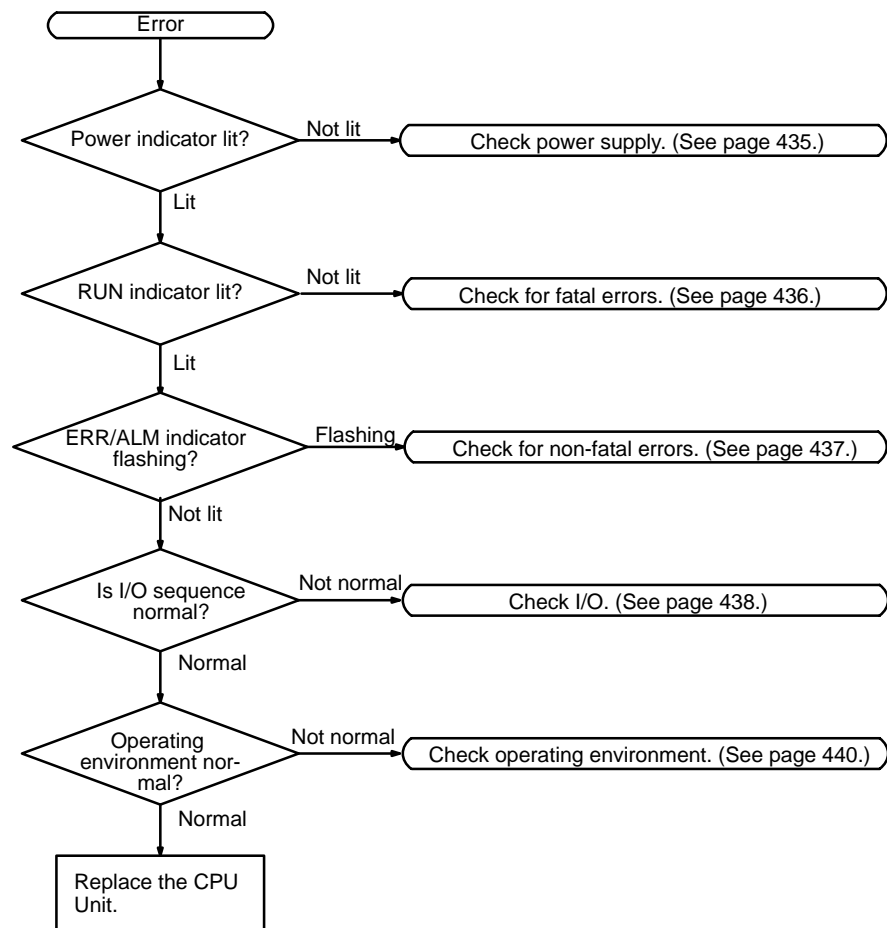 Error
Power indicator lit?
Not lit
Check power supply. (See page 435.)
Lit
RUN indicator lit?
Not lit
Check for fatal errors. (See page 436.)
Lit
ERR/ALM indicator
flashing?
Flashing
Check for non-fatal errors. (See page 437.)
Not lit
Is I/O sequence
normal?
Not normal
Check I/O. (See page 438.)
Normal
Operating
environment nor-
mal?
Not normal
Check operating environment. (See page 440.)
Normal
Replace the CPU
Unit.